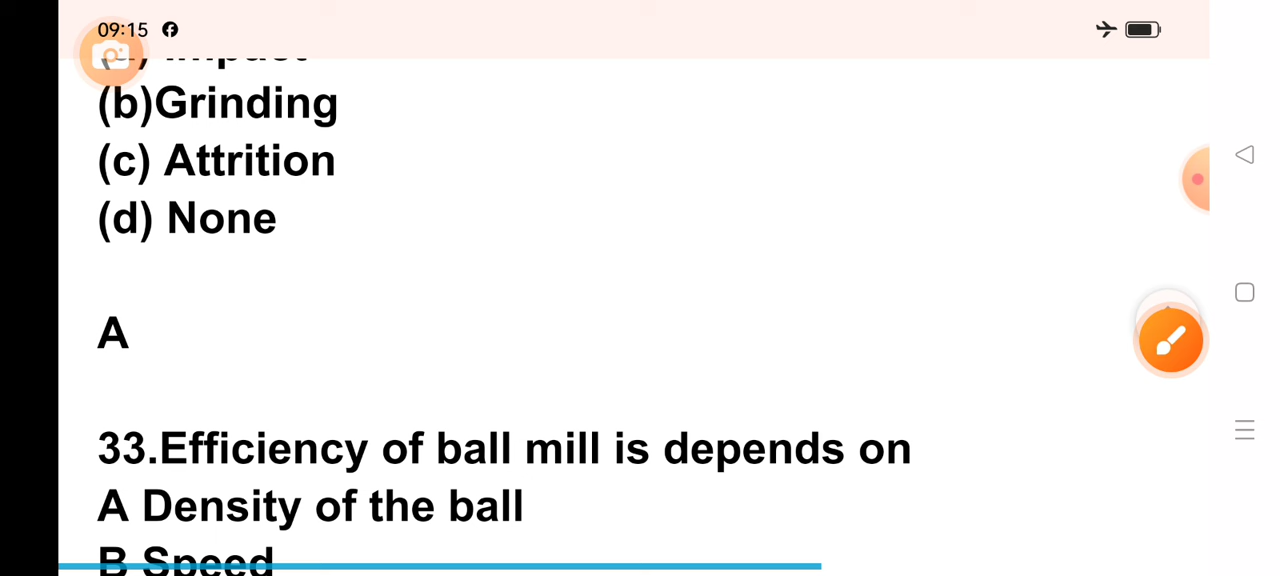 09:15
(b)Grinding
(c) Attrition
(d) None
A
33.Efficiency of ball mill is depends on
A Density of the ball
B Speed